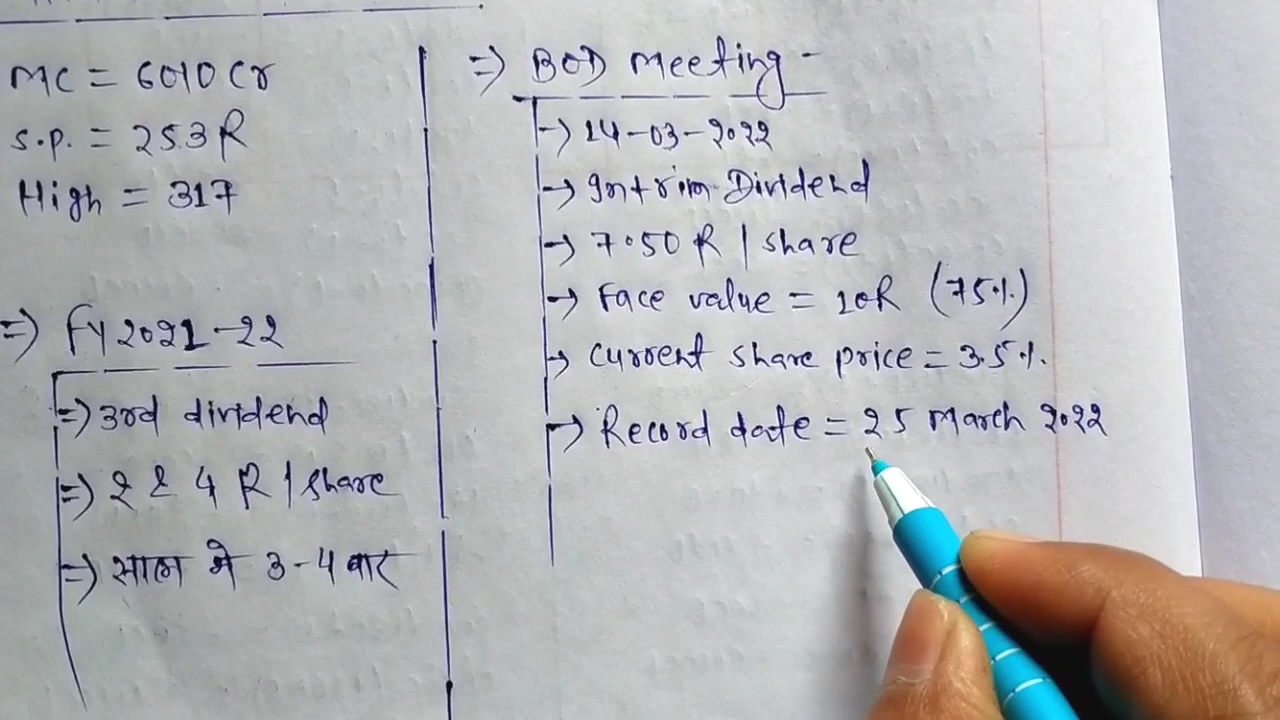 MC = 6010 Cr
S.P. = 253 R
High = 317
=> FY 2021-22
=> 3rd dividend
=> 2 & 4 R / share
=> साल मे 3-4 बार
=> BOD Meeting -
-> 14-03-2022
-> Intrim Dividend
-> 7.50 R / share
-> Face value = 10R (75%)
-> Current share price = 3.5%
-> Record date = 25 March 2022